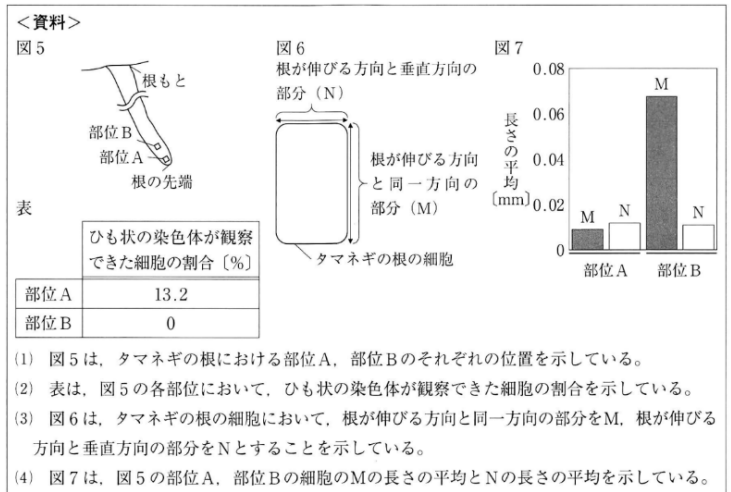 ＜資料＞
図5
根もと
部位B
部位A
根の先端
表
ひも状の染色体が観察
できた細胞の割合〔％〕
部位A 13.2
部位B 0
図6
根が伸びる方向と垂直方向の
部分（N）
根が伸びる方向
と同一方向の
部分（M）
タマネギの根の細胞
図7
長さの平均〔mm〕
0.08
0.06
0.04
0.02
0
M
N
M
N
部位A 部位B
(1) 図5は，タマネギの根における部位A，部位Bのそれぞれの位置を示している。
(2) 表は，図5の各部位において，ひも状の染色体が観察できた細胞の割合を示している。
(3) 図6は，タマネギの根の細胞において，根が伸びる方向と同一方向の部分をM，根が伸びる
方向と垂直方向の部分をNとすることを示している。
(4) 図7は，図5の部位A，部位Bの細胞のMの長さの平均とNの長さの平均を示している。